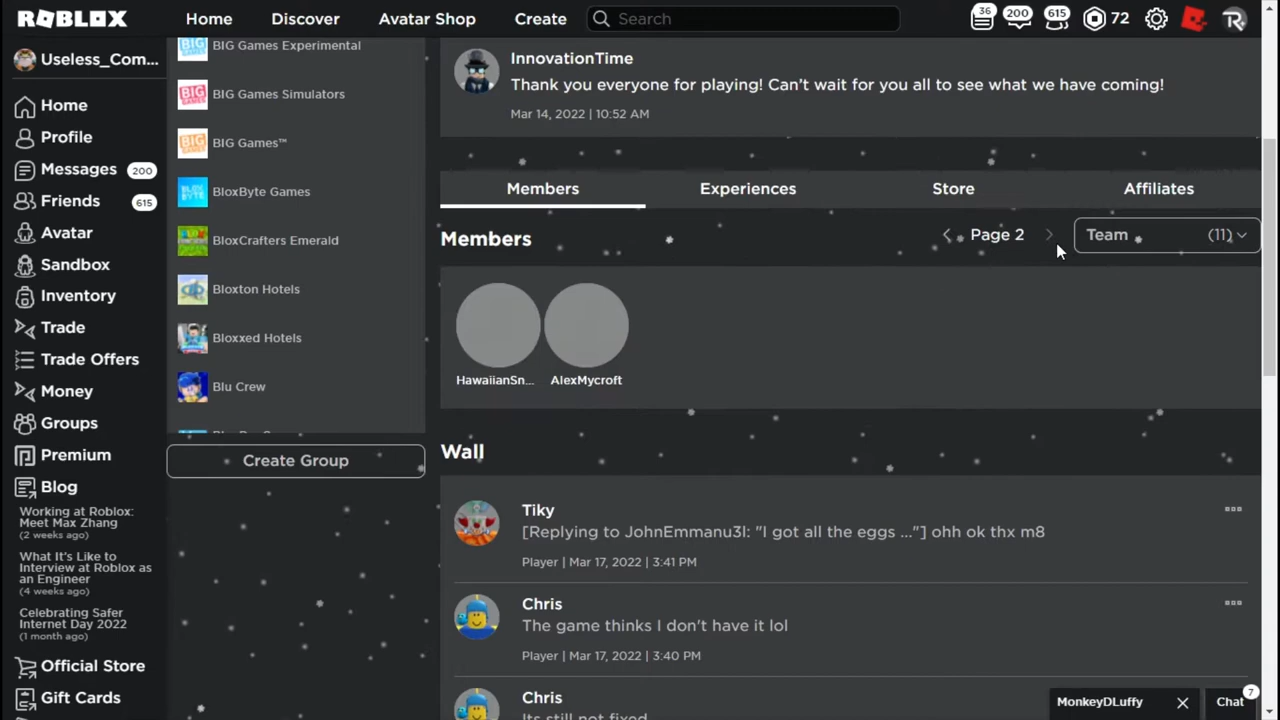 ROBLOX
Home
Discover
Avatar Shop
Create
Search
36
200
615
72
Useless_Com...
Home
Profile
Messages 200
Friends 615
Avatar
Sandbox
Inventory
Trade
Trade Offers
Money
Groups
Premium
Blog
Working at Roblox:
Meet Max Zhang
(2 weeks ago)
What It's Like to
Interview at Roblox as
an Engineer
(4 weeks ago)
Celebrating Safer
Internet Day 2022
(1 month ago)
Official Store
Gift Cards
BIG Games Experimental
BIG Games Simulators
BIG Games™
BloxByte Games
BloxCrafters Emerald
Bloxton Hotels
Bloxxed Hotels
Blu Crew
Create Group
InnovationTime
Thank you everyone for playing! Can't wait for you all to see what we have coming!
Mar 14, 2022 | 10:52 AM
Members
Experiences
Store
Affiliates
Members
Page 2
Team (11)
HawaiianSn...
AlexMycroft
Wall
Tiky
[Replying to JohnEmmanu3l: "I got all the eggs ..."] ohh ok thx m8
Player | Mar 17, 2022 | 3:41 PM
Chris
The game thinks I don't have it lol
Player | Mar 17, 2022 | 3:40 PM
Chris
Its still not fixed
MonkeyDLuffy
Chat 7